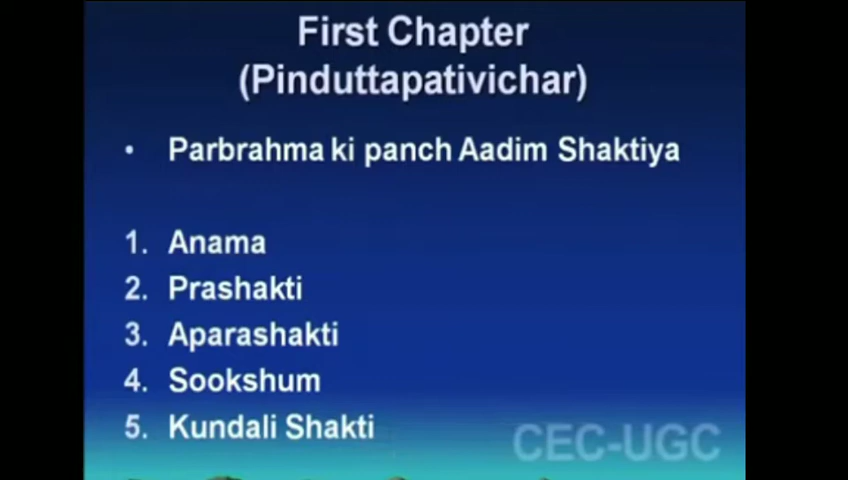 First Chapter
(Pinduttapativichar)
• Parbrahma ki panch Aadim Shaktiya
1. Anama
2. Prashakti
3. Aparashakti
4. Sookshum
5. Kundali Shakti
CEC-UGC